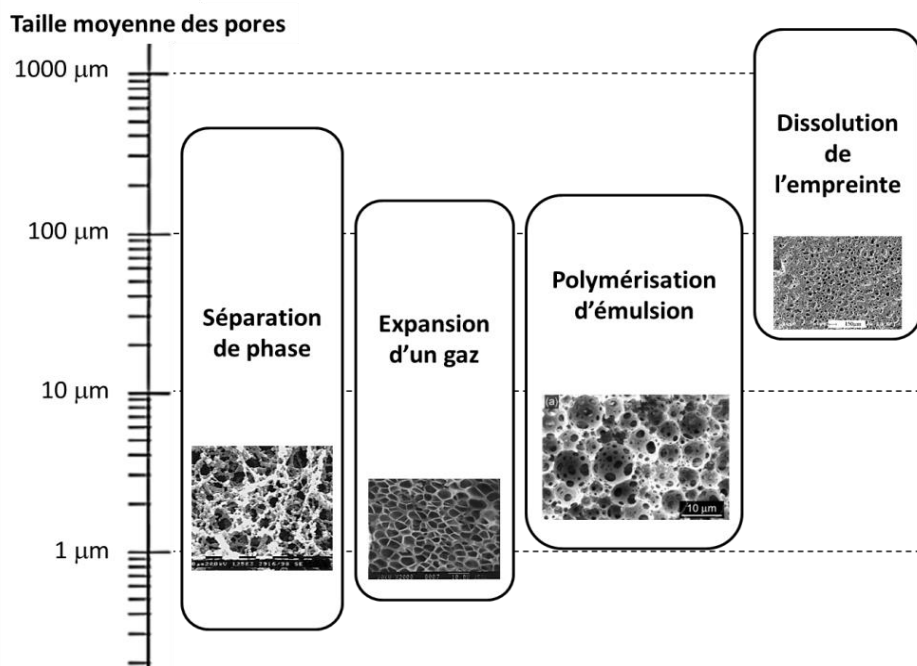 Taille moyenne des pores
1000 µm
100 µm
10 µm
1 µm
Séparation
de phase
Expansion
d’un gaz
Polymérisation
d’émulsion
(a)
10 µm
Dissolution
de
l’empreinte